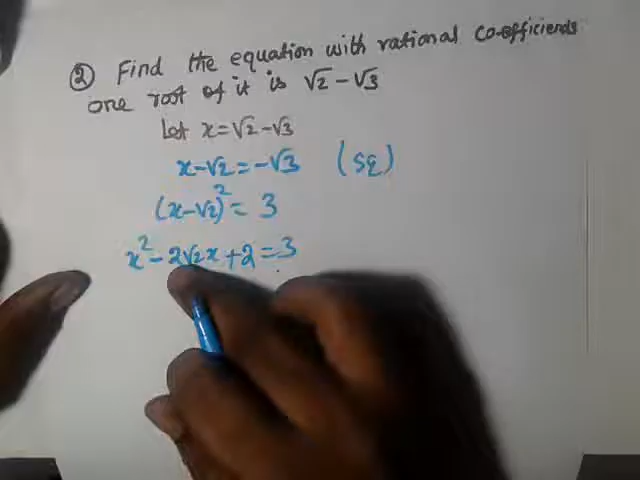 ② Find the equation with rational co-efficiends
one root of it is √2 - √3
Let x = √2 - √3
x - √2 = -√3 (sq)
(x - √2)² = 3
x² - 2√2x + 2 = 3